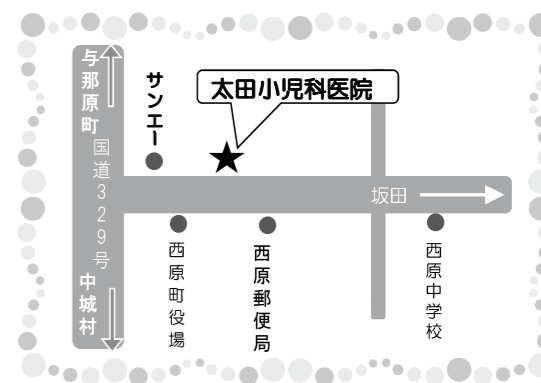 与那原町
国道329号
中城村
サンエー
太田小児科医院
坂田
西原町役場
西原郵便局
西原中学校